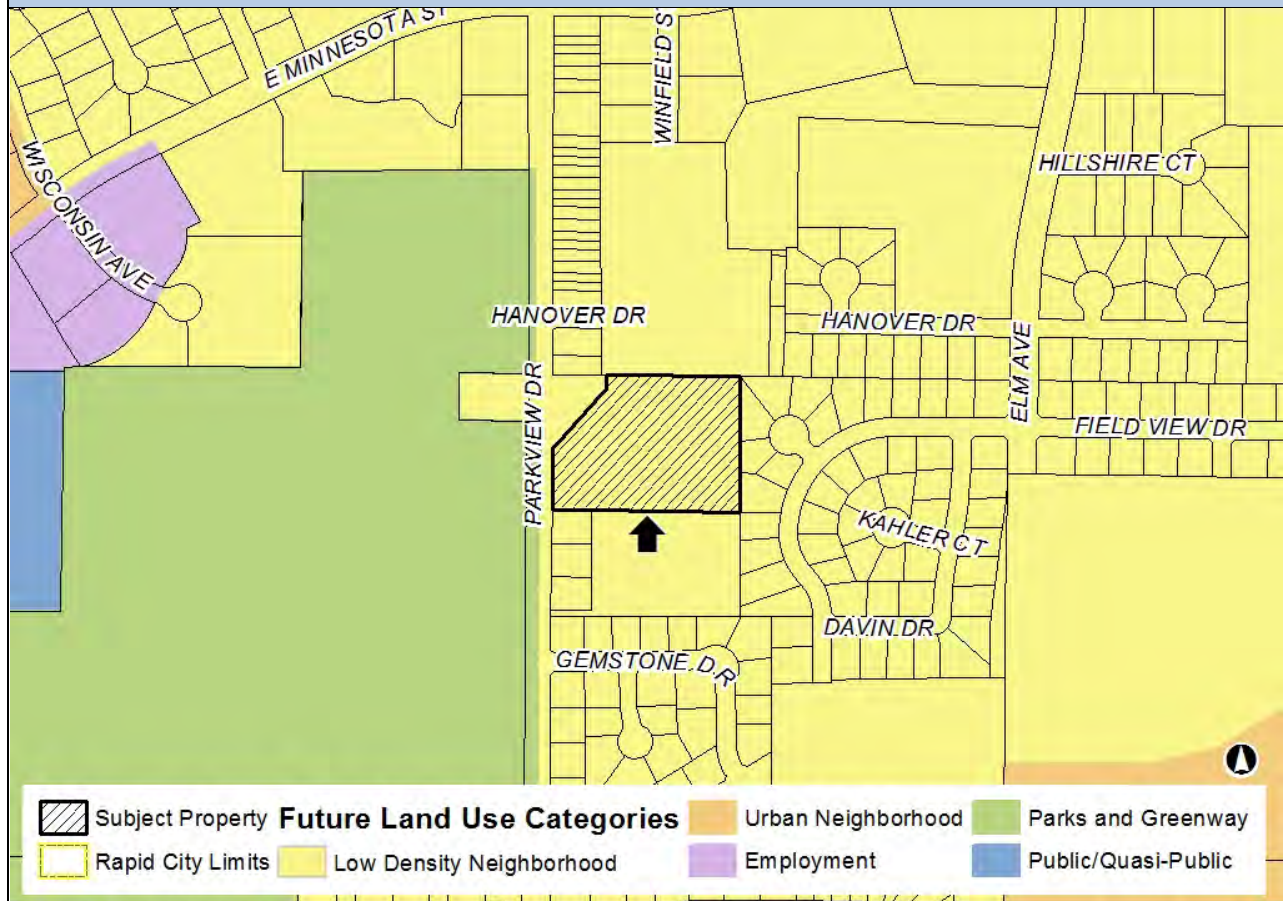 E MINNESOTA ST
WINFIELD ST
WISCONSIN AVE
HILLSHIRE CT
HANOVER DR
HANOVER DR
PARKVIEW DR
ELM AVE
FIELD VIEW DR
KAHLER CT
DAVIN DR
GEMSTONE DR
Subject Property
Future Land Use Categories
Urban Neighborhood
Parks and Greenway
Rapid City Limits
Low Density Neighborhood
Employment
Public/Quasi-Public